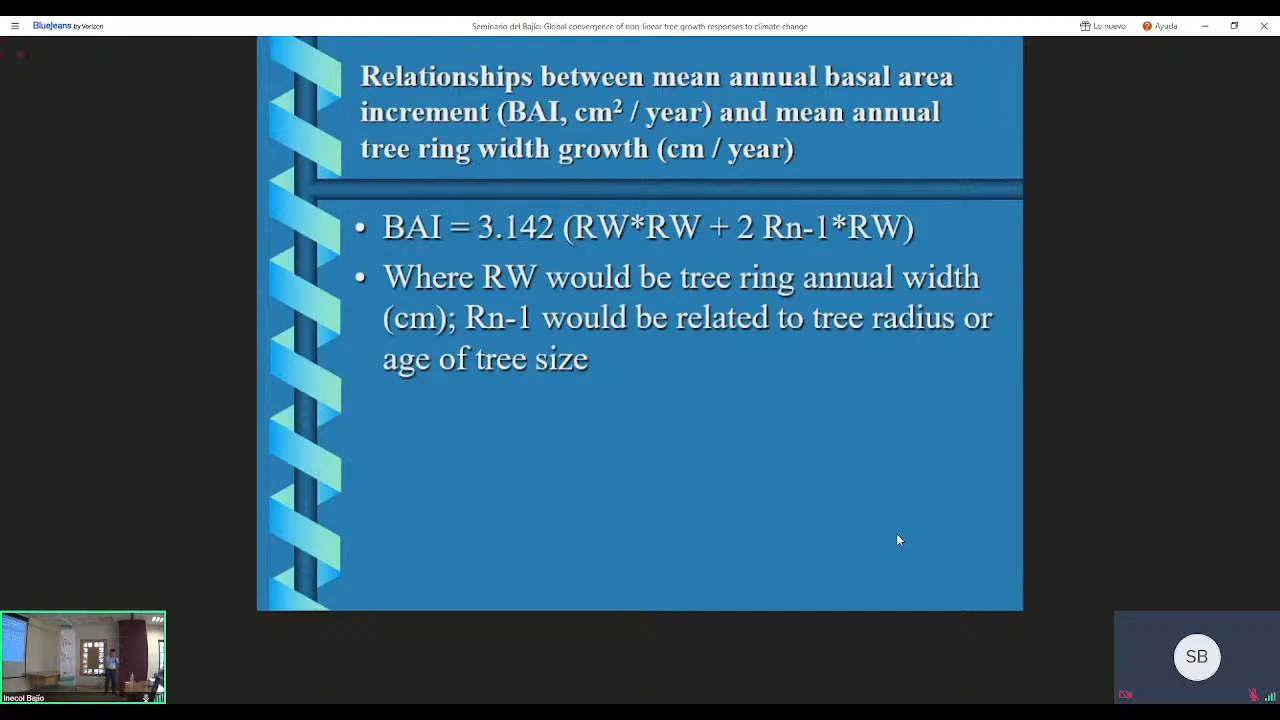 BlueJeans by Verizon
Seminario del Bajío: Global convergence of non-linear tree growth responses to climate change
Lo nuevo
Ayuda
Relationships between mean annual basal area
increment (BAI, cm² / year) and mean annual
tree ring width growth (cm / year)
• BAI = 3.142 (RW*RW + 2 Rn-1*RW)
• Where RW would be tree ring annual width
(cm); Rn-1 would be related to tree radius or
age of tree size
Inecol Bajío
SB